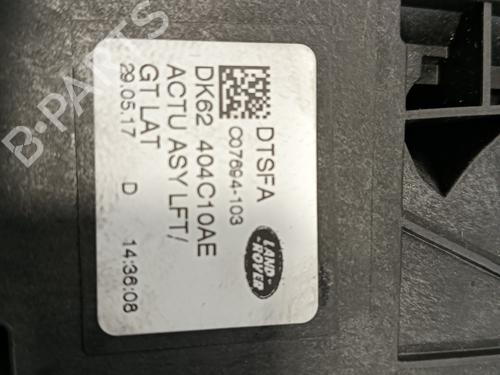 DTSFA
C07694-103
LAND-
-ROVER
DK62 404C10AE
ACTU ASY LFT/
GT LAT
29.05.17 D 14:36:08
B-PARTS